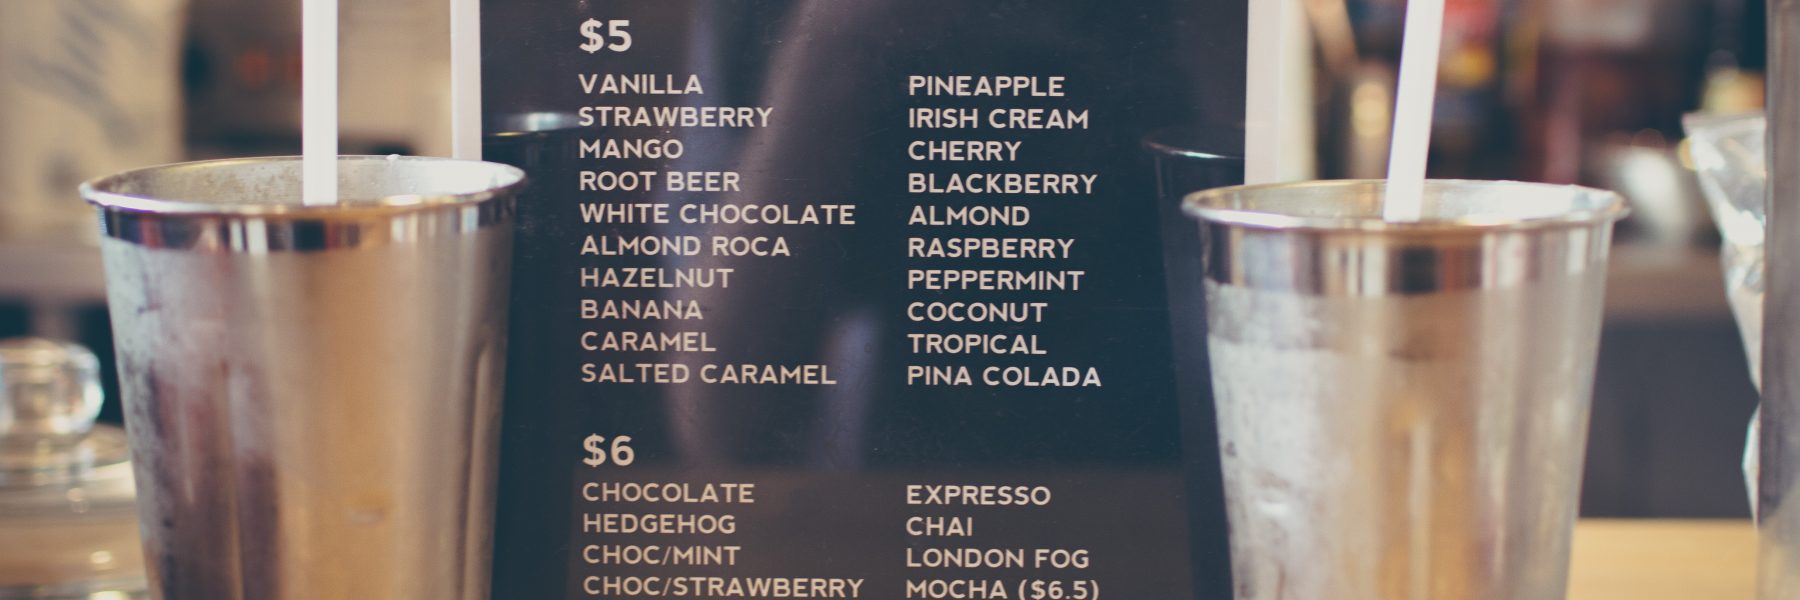 $5
VANILLA
STRAWBERRY
MANGO
ROOT BEER
WHITE CHOCOLATE
ALMOND ROCA
HAZELNUT
BANANA
CARAMEL
SALTED CARAMEL
PINEAPPLE
IRISH CREAM
CHERRY
BLACKBERRY
ALMOND
RASPBERRY
PEPPERMINT
COCONUT
TROPICAL
PINA COLADA
$6
CHOCOLATE
HEDGEHOG
CHOC/MINT
CHOC/STRAWBERRY
EXPRESSO
CHAI
LONDON FOG
MOCHA ($6.5)